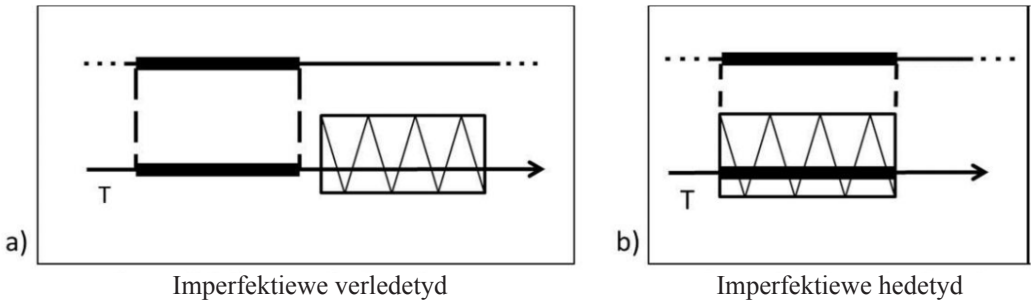 T
a)
Imperfektiewe verledetyd
T
b)
Imperfektiewe hedetyd